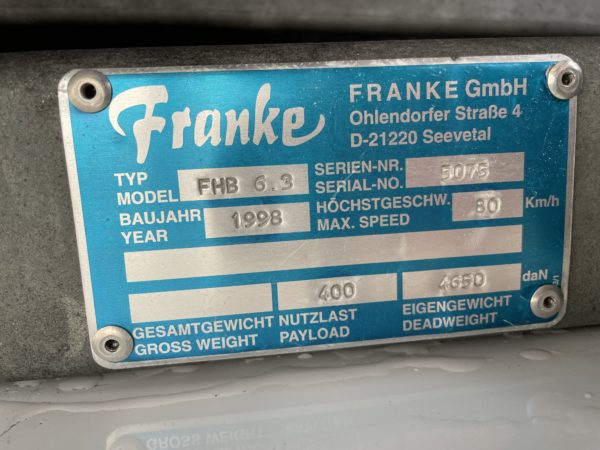 Franke
FRANKE GmbH
Ohlendorfer Straße 4
D-21220 Seevetal
TYP
MODEL
FHB 6.3
SERIEN-NR.
SERIAL-NO.
5075
BAUJAHR
YEAR
1998
HÖCHSTGESCHW.
MAX. SPEED
80
Km/h
400
4650
daN
GESAMTGEWICHT
GROSS WEIGHT
NUTZLAST
PAYLOAD
EIGENGEWICHT
DEADWEIGHT